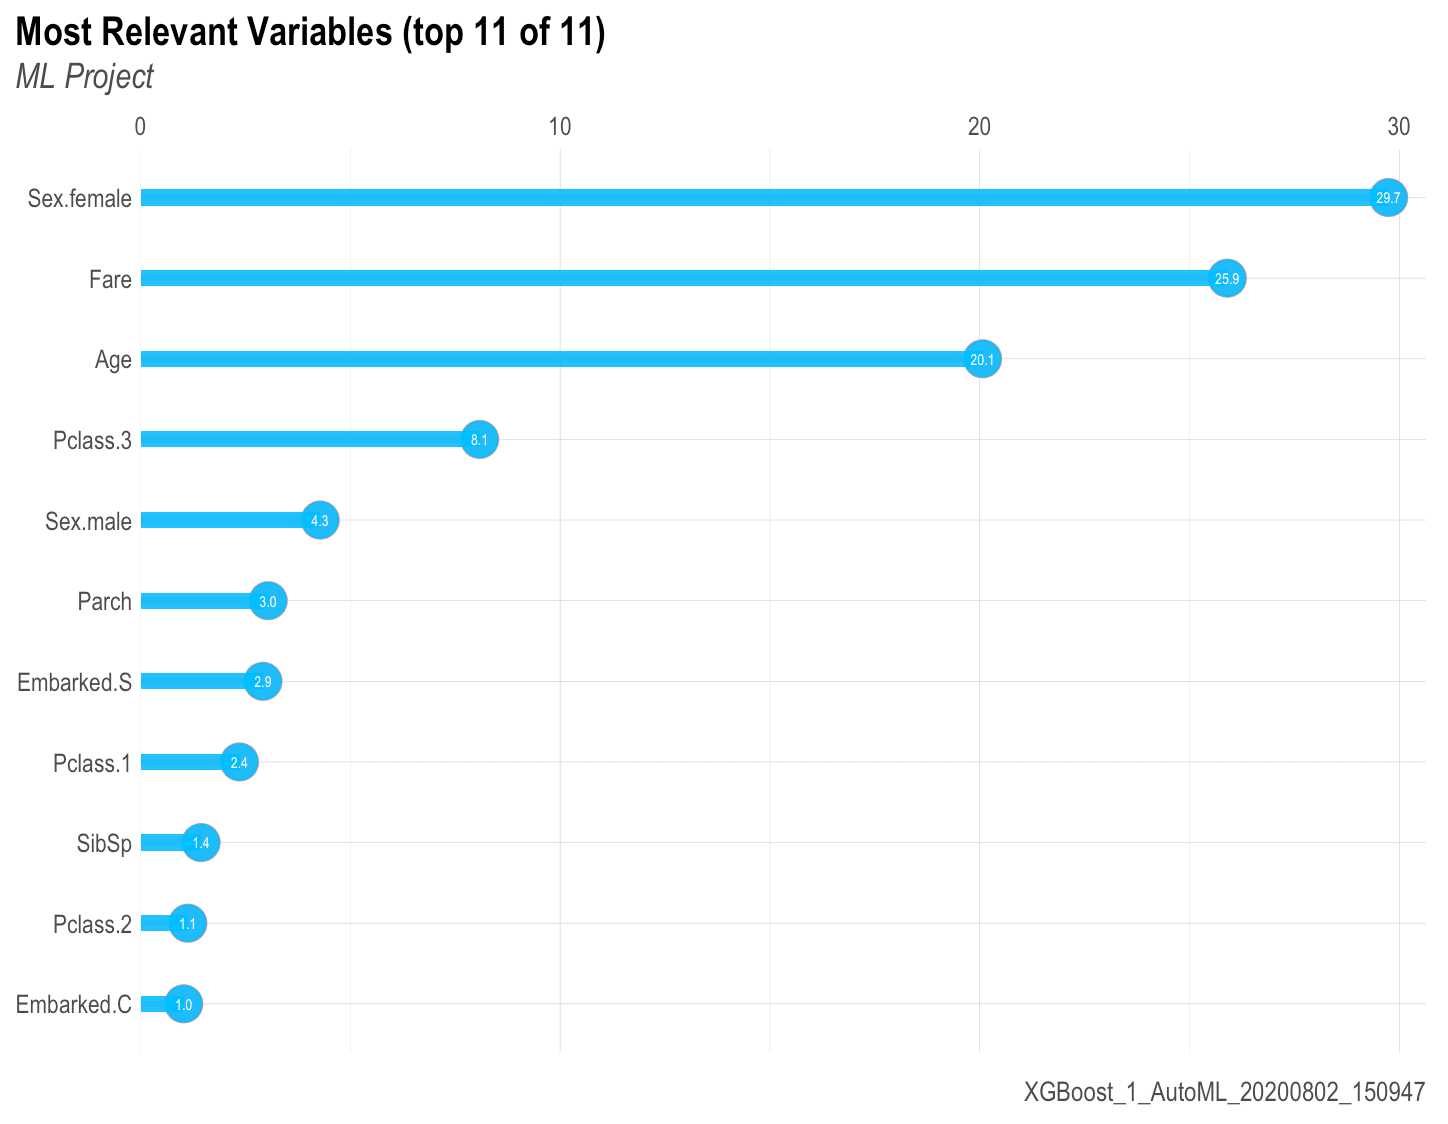 Most Relevant Variables (top 11 of 11)
ML Project
0 10 20 30
Sex.female 29.7
Fare 25.9
Age 20.1
Pclass.3 8.1
Sex.male 4.3
Parch 3.0
Embarked.S 2.9
Pclass.1 2.4
SibSp 1.4
Pclass.2 1.1
Embarked.C 1.0
XGBoost_1_AutoML_20200802_150947